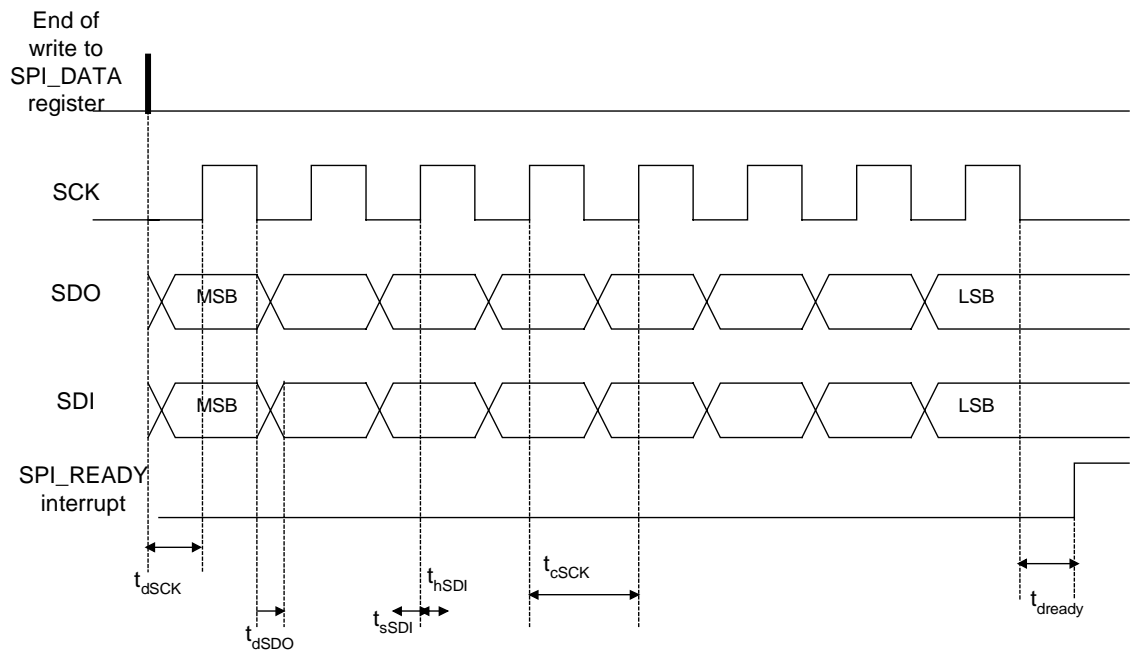 End of
write to
SPI_DATA
register
SCK
SDO
MSB
LSB
SDI
MSB
LSB
SPI_READY
interrupt
tdSCK
tdSDO
tsSDI
thSDI
tcSCK
tdready